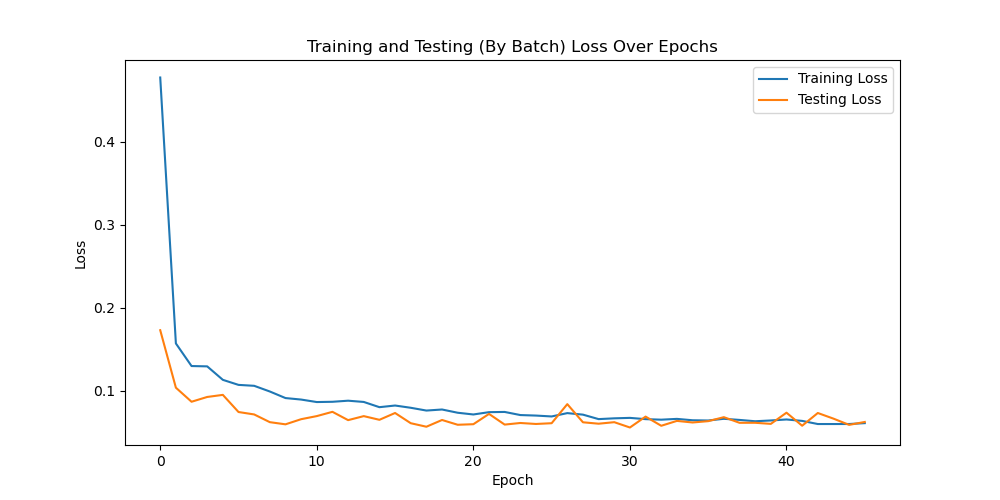 Training and Testing (By Batch) Loss Over Epochs
Training Loss
Testing Loss
0.4
0.3
0.2
0.1
Loss
0 10 20 30 40
Epoch